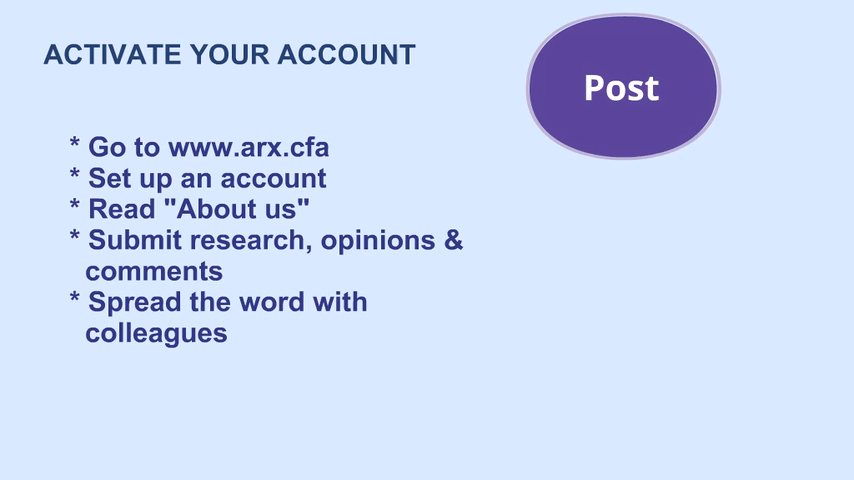 ACTIVATE YOUR ACCOUNT
Post
* Go to www.arx.cfa
* Set up an account
* Read "About us"
* Submit research, opinions &
comments
* Spread the word with
colleagues